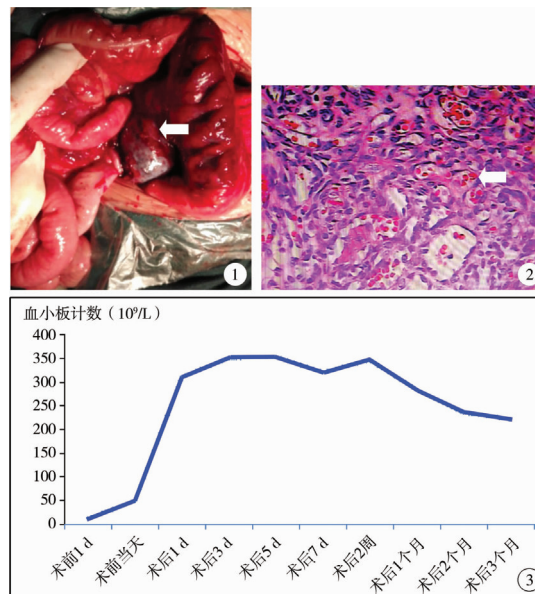 1
2
血小板计数（10⁹/L）
400
350
300
250
200
150
100
50
0
术前1 d
术前当天
术后1 d
术后3 d
术后5 d
术后7 d
术后2周
术后1个月
术后2个月
术后3个月
3